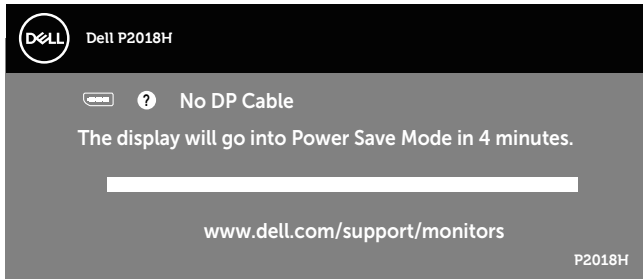 DELL Dell P2018H
? No DP Cable
The display will go into Power Save Mode in 4 minutes.
www.dell.com/support/monitors
P2018H